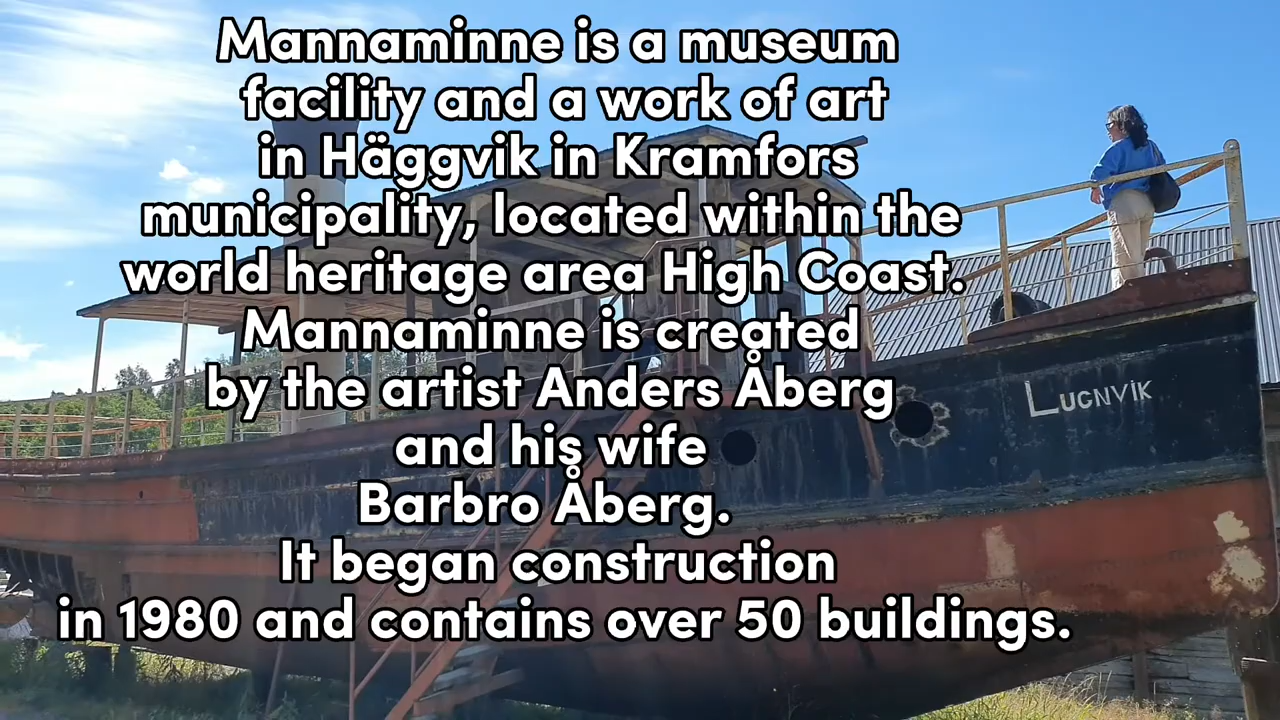 Mannaminne is a museum
facility and a work of art
in Häggvik in Kramfors
municipality, located within the
world heritage area High Coast.
Mannaminne is created
by the artist Anders Åberg
and his wife
Barbro Åberg.
It began construction
in 1980 and contains over 50 buildings.
LUGNVIK